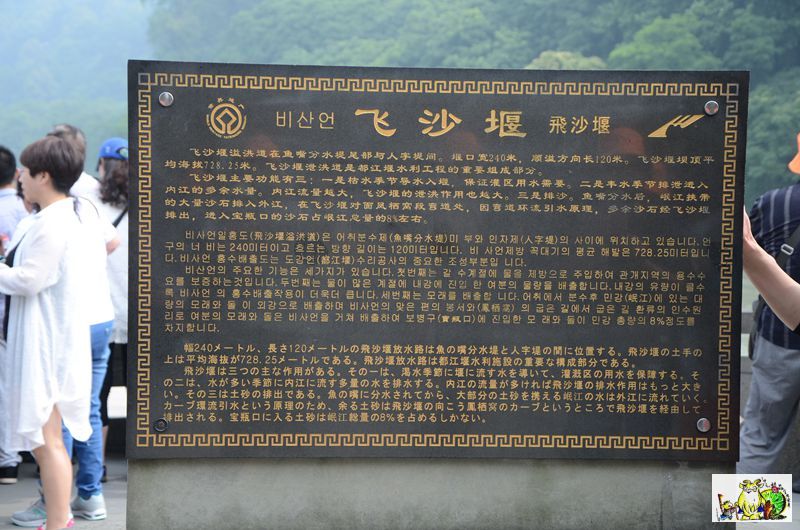 비산언 飞沙堰 飛沙堰
飞沙堰溢洪道在鱼嘴分水堤尾部与人字堤间。堰口宽240米，顺溢方向长120米。飞沙堰坝顶平
均海拔728.25米。飞沙堰泄洪道是都江堰水利工程的重要组成部分。
飞沙堰主要功能有三：一是枯水季节导水入堰，保证灌区用水需要。二是丰水季节排泄进入
内江的多余水量。内江流量越大，飞沙堰的泄洪作用也越大。三是排沙。鱼嘴分水后，岷江挟带
的大量沙石排入外江，在飞沙堰对面凤栖窝段弯道处，因弯道环流引水原理，多余沙石经飞沙堰
排出，进入宝瓶口的沙石占岷江总量的8%左右。
비사언일홍도(飛沙堰溢洪道)은 어취분수제(魚嘴分水堤)미 부와 인자제(人字堤)의 사이에 위치하고 있습니다.언
구의 너 비는 240미터이고 흐르는 방향 길이는 120미터입니다. 비 사언제방 꼭대기의 평균 해발은 728.25미터입니
다.비사언 홍수배출도는 도강언(都江堰)수리공사의 중요한 조성부분입 니다.
비산언의 주요한 기능은 세가지가 있습니다.첫번째는 갈 수계절에 물을 제방으로 주입하여 관개지역의 용수수
요를 보증하는것입니다.두번째는 물이 많은 계절에 내강에 진입 한 여분의 물량을 배출합니다.내강의 유량이 클수
록 비사언 의 홍수배출작용이 더욱더 큽니다.세번째는 모래를 배출합 니다.어취에서 분수후 민강(岷江)에 있는 대
량의 모래와 돌 이 외강으로 배출하며 비사언의 맞은 편의 봉서와(鳳栖窩) 의 굽은 길에서 굽은 길 환류의 인수원
리로 여분의 모래와 돌은 비사언을 거쳐 배출하여 보병구(寶瓶口)에 진입한 모 래와 돌이 민강 총량의 8%정도를
차지합니다.
幅240メートル、長さ120メートルの飛沙堰放水路は魚の嘴分水堤と人字堤の間に位置する。飛沙堰の土手の
上は平均海抜が728.25メートルである。飛沙堰放水路は都江堰水利施設の重要な構成部分である。
飛沙堰は三つの主な作用がある。その一は、渇水季節に堰に流す水を導いて、灌漑区の用水を保障する。そ
の二は、水が多い季節に内江に流す多量の水を排水する。内江の流量が多ければ飛沙堰の排水作用はもっと大き
い。その三は土砂の排出である。魚の嘴に分水されてから、大部分の土砂を携える岷江の水は外江に流れていく。
カーブ環流引水という原理のため、余る土砂は飛沙堰の向こう鳳栖窩のカーブというところで飛沙堰を経由して
排出される。宝瓶口に入る土砂は岷江総量の8%を占めるしかない。